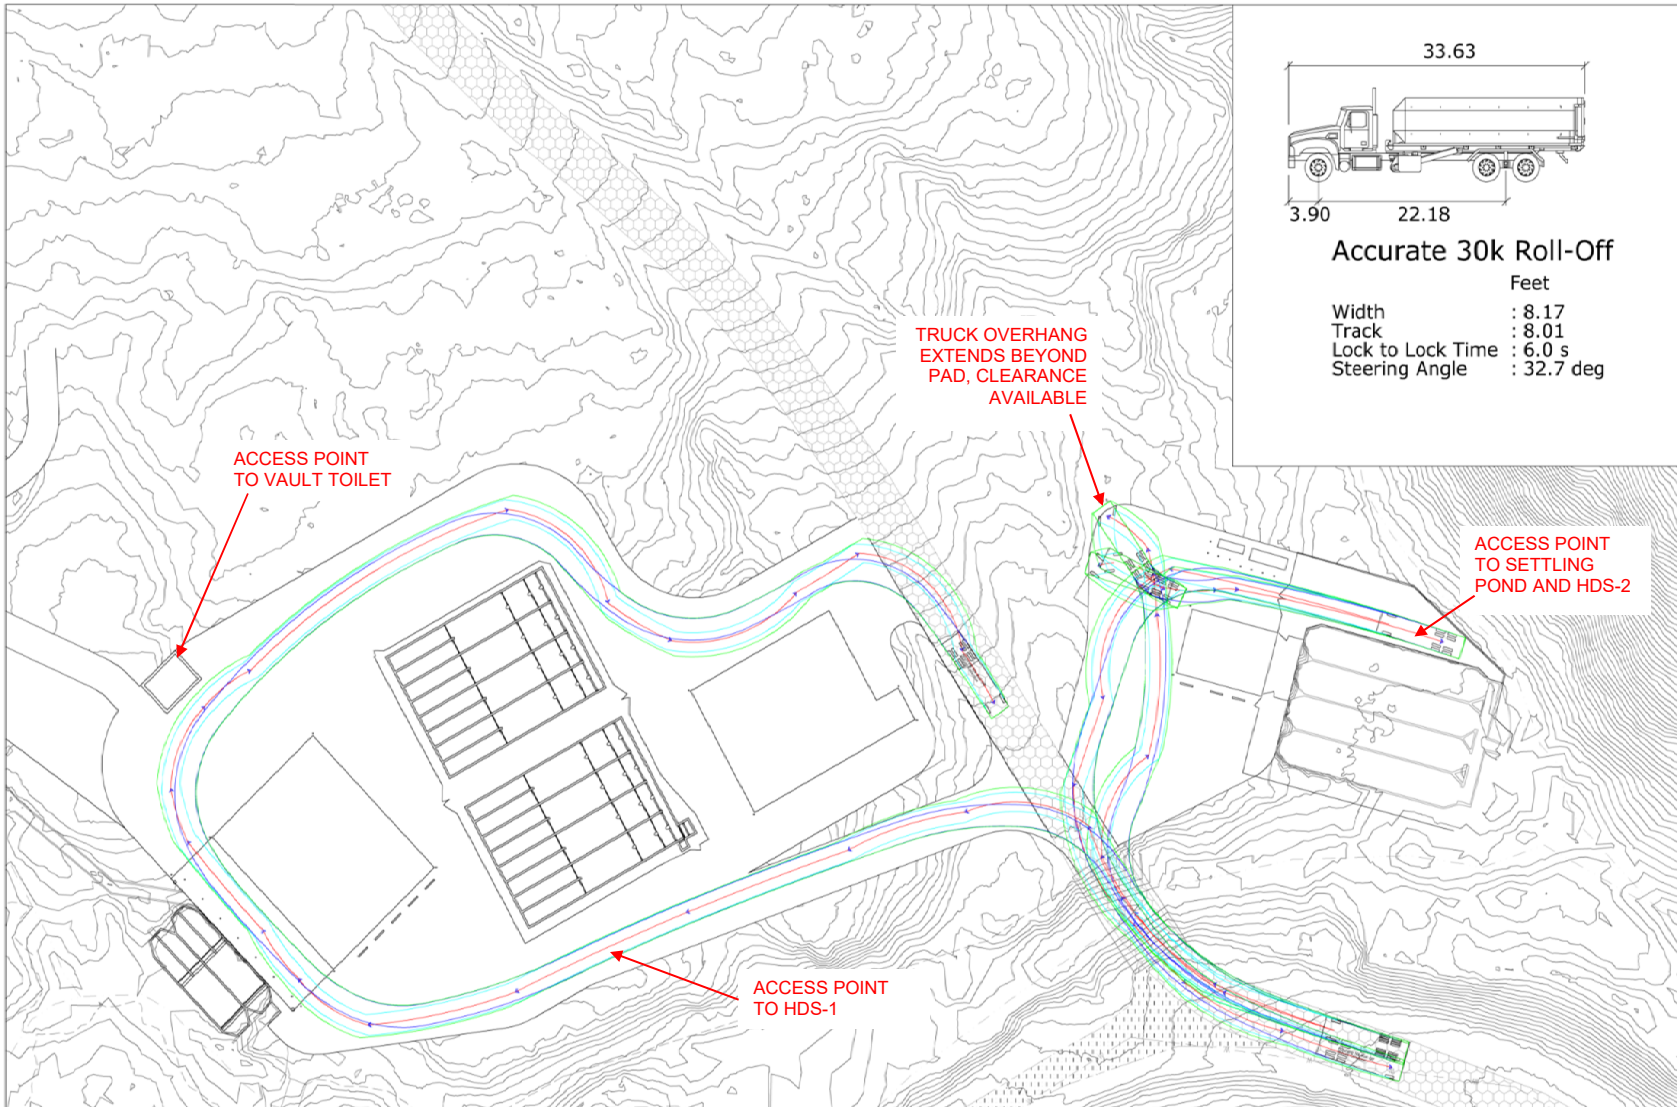 33.63
3.90
22.18
Accurate 30k Roll-Off
Feet
Width : 8.17
Track : 8.01
Lock to Lock Time : 6.0 s
Steering Angle : 32.7 deg
TRUCK OVERHANG
EXTENDS BEYOND
PAD, CLEARANCE
AVAILABLE
ACCESS POINT
TO VAULT TOILET
ACCESS POINT
TO SETTLING
POND AND HDS-2
ACCESS POINT
TO HDS-1